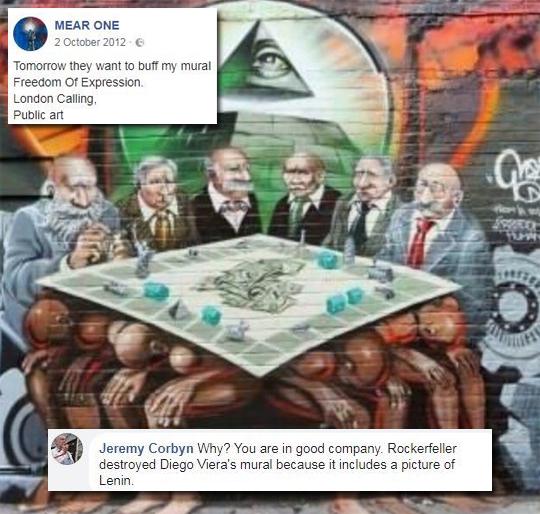 MEAR ONE
2 October 2012
Tomorrow they want to buff my mural
Freedom Of Expression.
London Calling,
Public art
Jeremy Corbyn Why? You are in good company. Rockerfeller
destroyed Diego Viera's mural because it includes a picture of
Lenin.